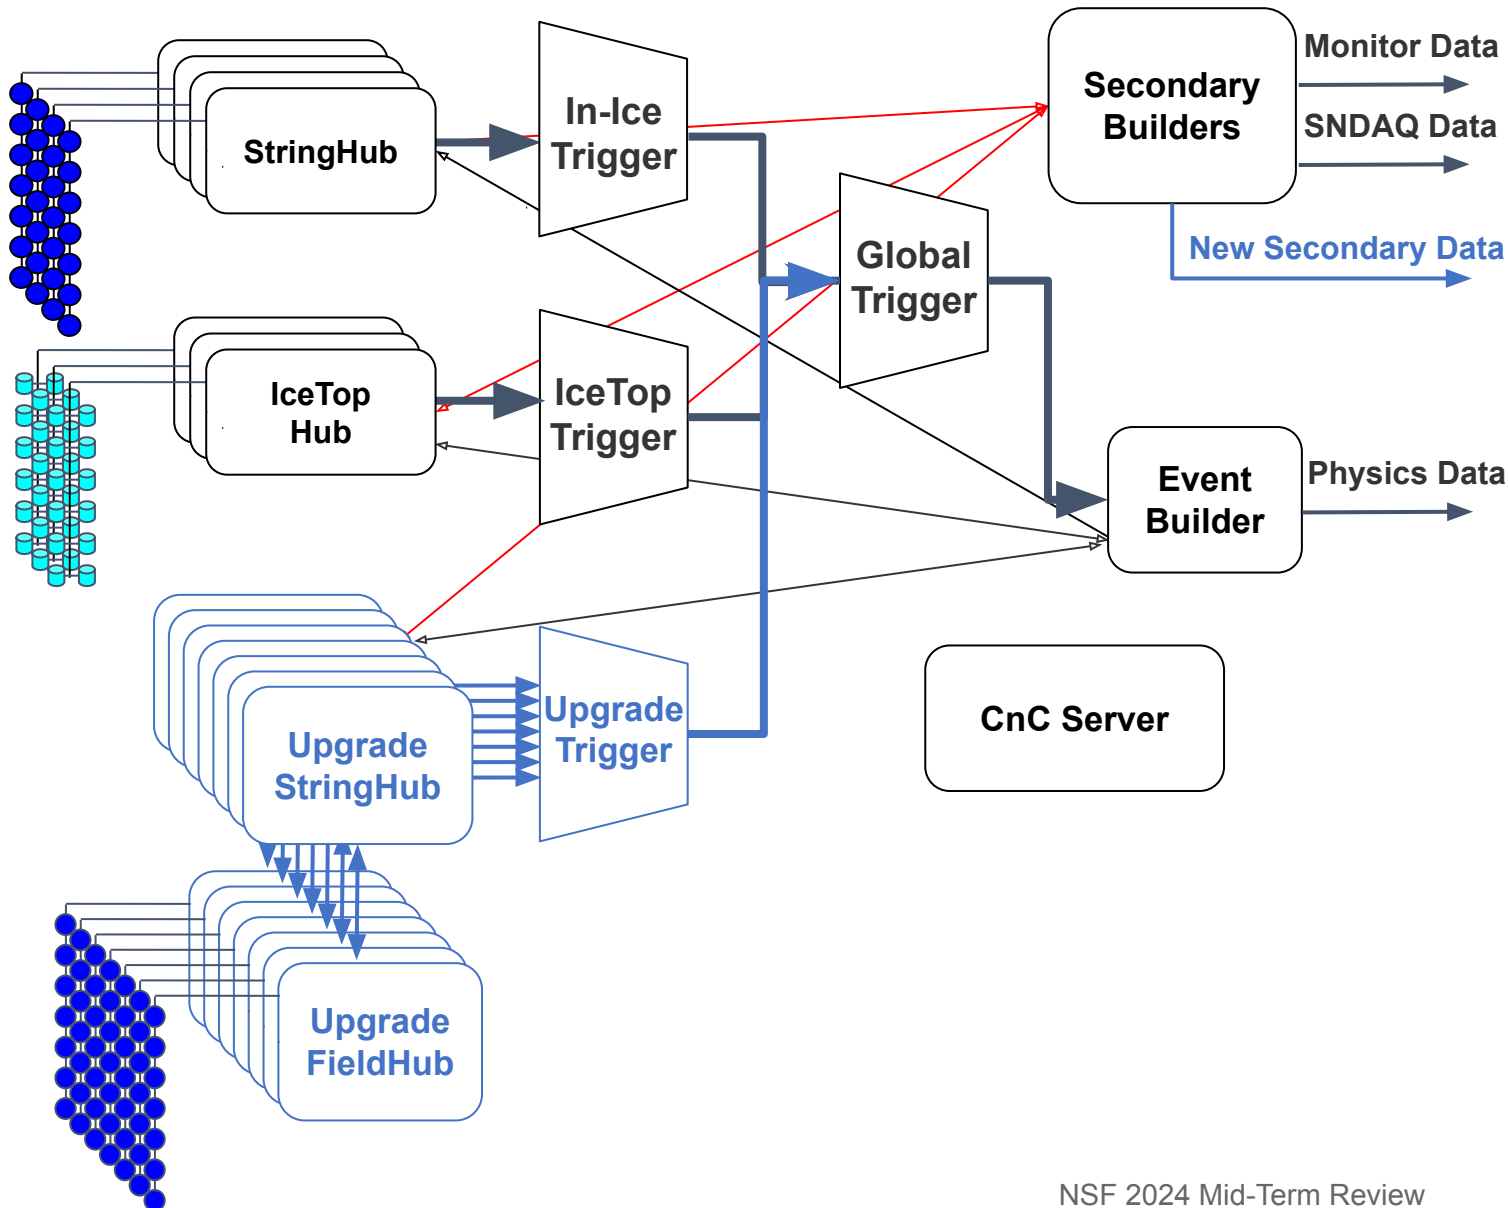 Monitor Data
Secondary
Builders
SNDAQ Data
In-Ice
Trigger
StringHub
New Secondary Data
Global
Trigger
IceTop
Hub
IceTop
Trigger
Event
Builder
Physics Data
Upgrade
Trigger
CnC Server
Upgrade
StringHub
Upgrade
FieldHub
NSF 2024 Mid-Term Review